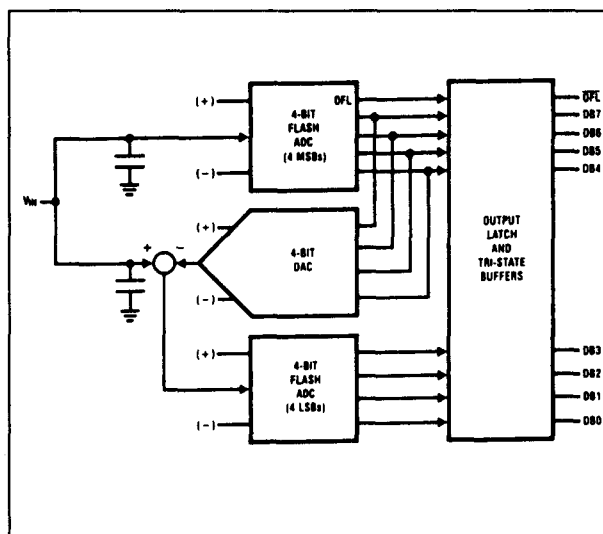 (+)
4-BIT
FLASH
ADC
(4 MSBs)
OFL
(−)
VIN
+
−
(+)
4-BIT
DAC
(−)
(+)
4-BIT
FLASH
ADC
(4 LSBs)
(−)
OUTPUT
LATCH
AND
TRI-STATE
BUFFERS
OFL
DB7
DB6
DB5
DB4
DB3
DB2
DB1
DB0